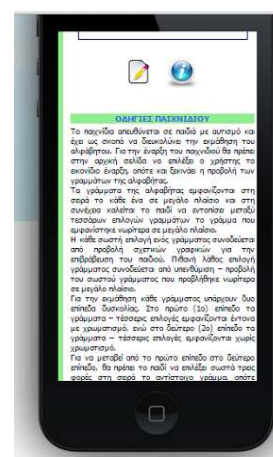 ΟΔΗΓΙΕΣ ΠΑΙΧΝΙΔΙΟΥ
Το παιχνίδια απευθύνεται σε παιδιά με αυτισμό και
έχει ως σκοπό να διευκολύνει την εκμάθηση του
αλφάβητου. Για την έναρξη του παιχνιδιού θα πρέπει
στην αρχική σελίδα να επιλέξει ο χρήστης το
εικονίδιο έναρξη, οπότε και ξεκινάει η προβολή των
γραμμάτων της αλφαβήτας.
Τα γράμματα της αλφαβήτας εμφανίζονται στη
σειρά το κάθε ένα σε μεγάλο πλαίσιο και στη
συνέχεια καλείται το παιδί να εντοπίσει μεταξύ
τεσσάρων επιλογών γραμμάτων το γράμμα που
εμφανίστηκε νωρίτερα σε μεγάλο πλαίσιο.
Η κάθε σωστή επιλογή ενός γράμματος συνοδεύεται
από προβολή σχετικών γραφικών για την
επιβράβευση του παιδιού. Πιθανή λάθος επιλογή
γράμματος συνοδεύεται από υπενθύμιση – προβολή
του σωστού γράμματος που προβλήθηκε νωρίτερα
σε μεγάλο πλαίσιο.
Για την εκμάθηση κάθε γράμματος υπάρχουν δυο
επίπεδα δυσκολίας. Στο πρώτο (1ο) επίπεδο τα
γράμματα – τέσσερις επιλογές εμφανίζονται έντονα
με χρωματισμό, ενώ στο δεύτερο (2ο) επίπεδο τα
γράμματα – τέσσερις επιλογές εμφανίζονται χωρίς
χρωματισμό.
Για να μεταβεί από το πρώτο επίπεδο στο δεύτερο
επίπεδο, θα πρέπει το παιδί να επιλέξει σωστά τρεις
φορές στη σειρά το αντίστοιχο γράμμα, οπότε